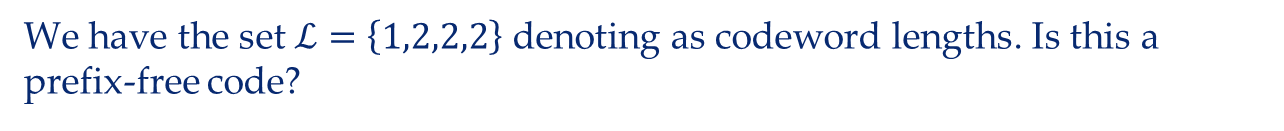 We have the set ℒ = {1,2,2,2} denoting as codeword lengths. Is this a
prefix-free code?